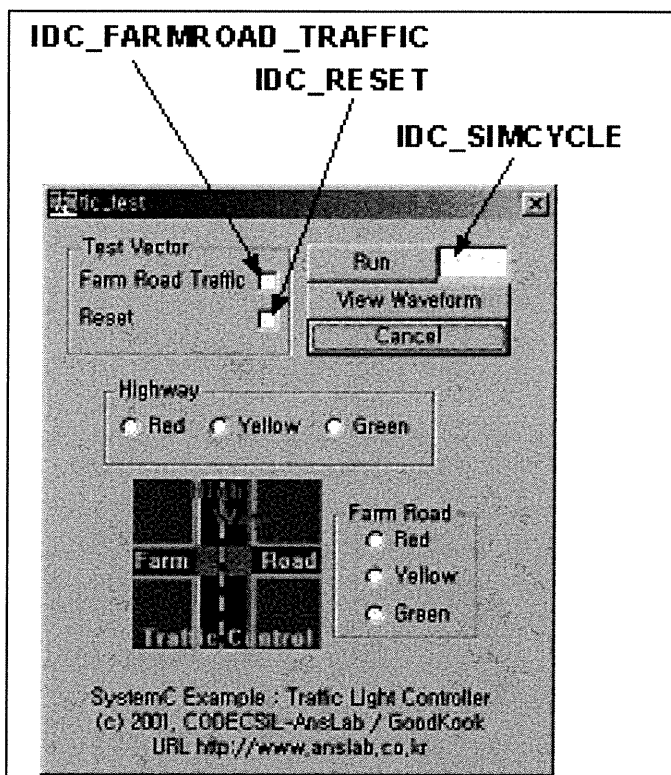 IDC_FARMROAD_TRAFFIC
IDC_RESET
IDC_SIMCYCLE
Test Vector
Farm Road Traffic
Reset
Run
View Waveform
Cancel
Highway
Red Yellow Green
Farm Road
Red
Yellow
Green
Farm Road
Traffic Control
SystemC Example : Traffic Light Controller
(c) 2001, CODECSiL-AnsLab / GoodKook
URL http://www.anslab.co.kr